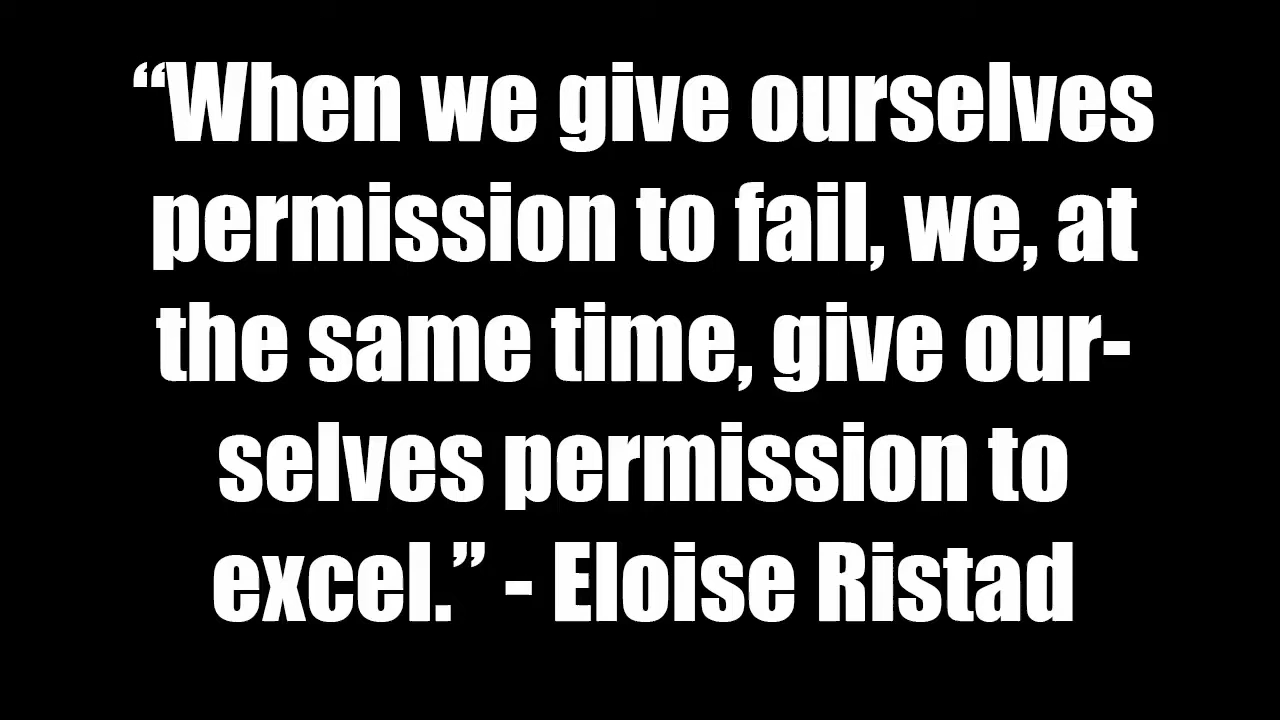 “When we give ourselves
permission to fail, we, at
the same time, give our-
selves permission to
excel.” - Eloise Ristad